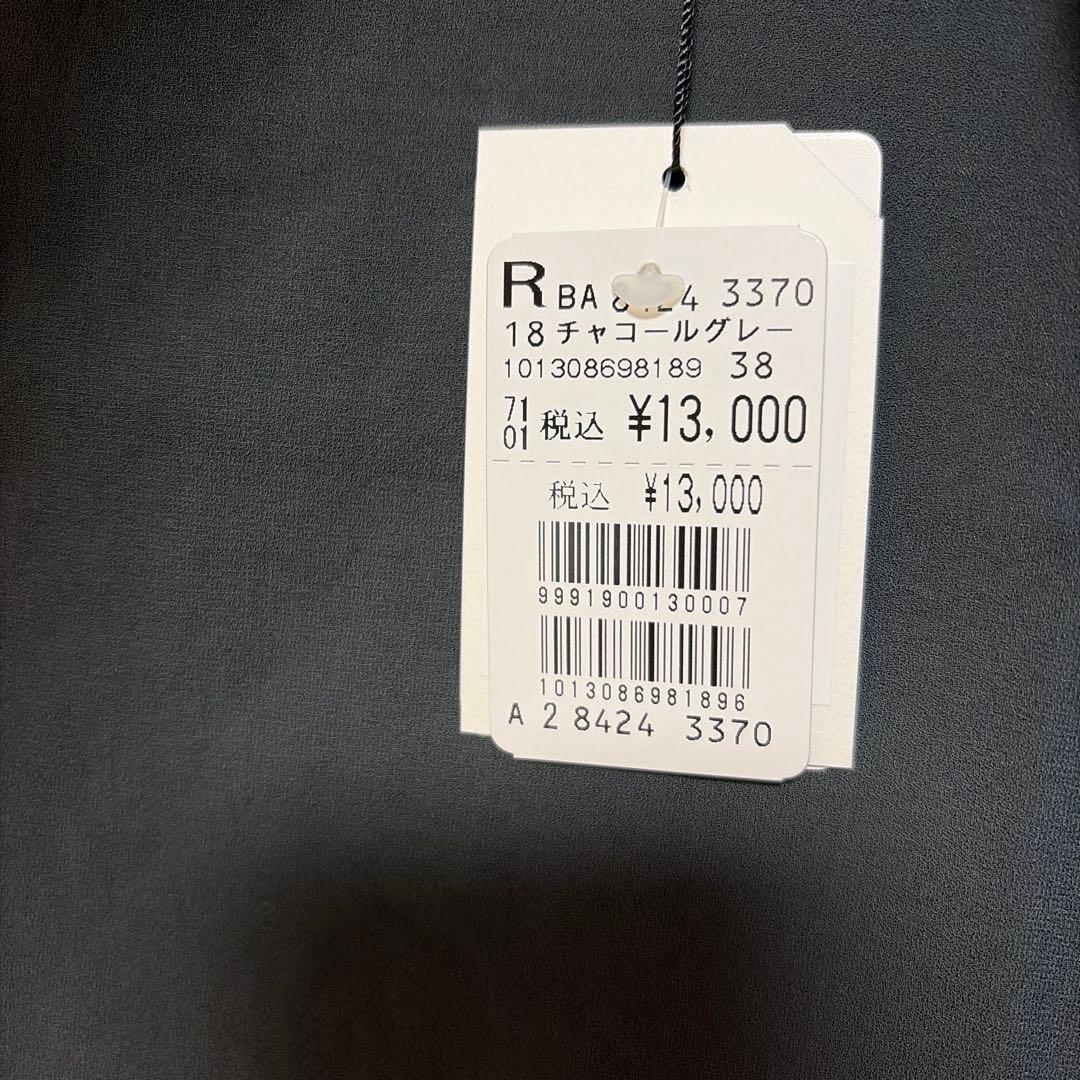 R BA 8424 3370
18 チャコールグレー
101308698189 38
71
01 税込 ¥13,000
税込 ¥13,000
9991900130007
1013086981896
A 2 8424 3370